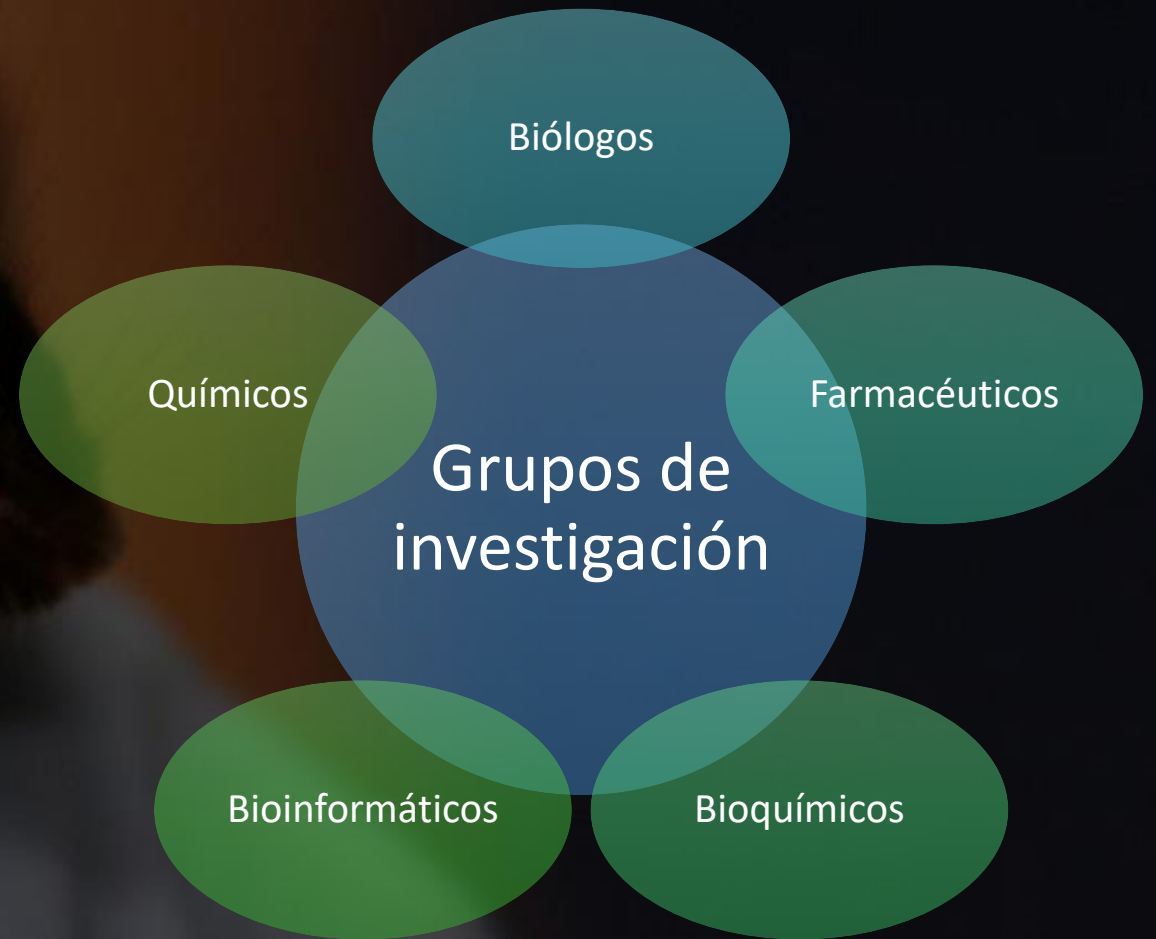 Biólogos
Químicos
Farmacéuticos
Grupos de
investigación
Bioinformáticos
Bioquímicos